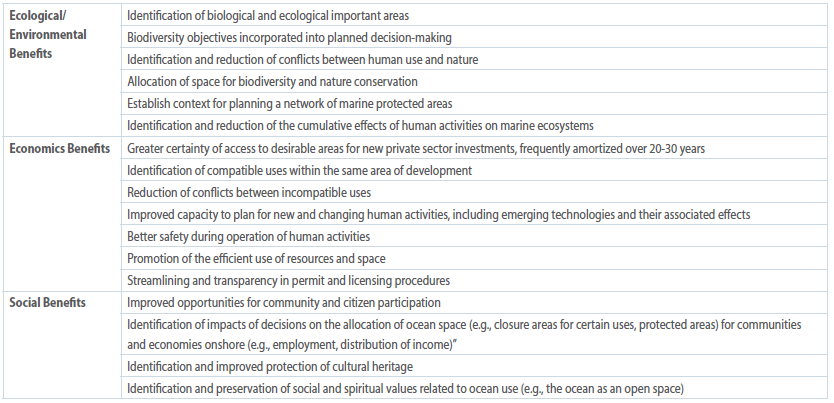 Ecological/
Environmental
Benefits
Identification of biological and ecological important areas
Biodiversity objectives incorporated into planned decision-making
Identification and reduction of conflicts between human use and nature
Allocation of space for biodiversity and nature conservation
Establish context for planning a network of marine protected areas
Identification and reduction of the cumulative effects of human activities on marine ecosystems
Economics Benefits
Greater certainty of access to desirable areas for new private sector investments, frequently amortized over 20-30 years
Identification of compatible uses within the same area of development
Reduction of conflicts between incompatible uses
Improved capacity to plan for new and changing human activities, including emerging technologies and their associated effects
Better safety during operation of human activities
Promotion of the efficient use of resources and space
Streamlining and transparency in permit and licensing procedures
Social Benefits
Improved opportunities for community and citizen participation
Identification of impacts of decisions on the allocation of ocean space (e.g., closure areas for certain uses, protected areas) for communities
and economies onshore (e.g., employment, distribution of income)”
Identification and improved protection of cultural heritage
Identification and preservation of social and spiritual values related to ocean use (e.g., the ocean as an open space)